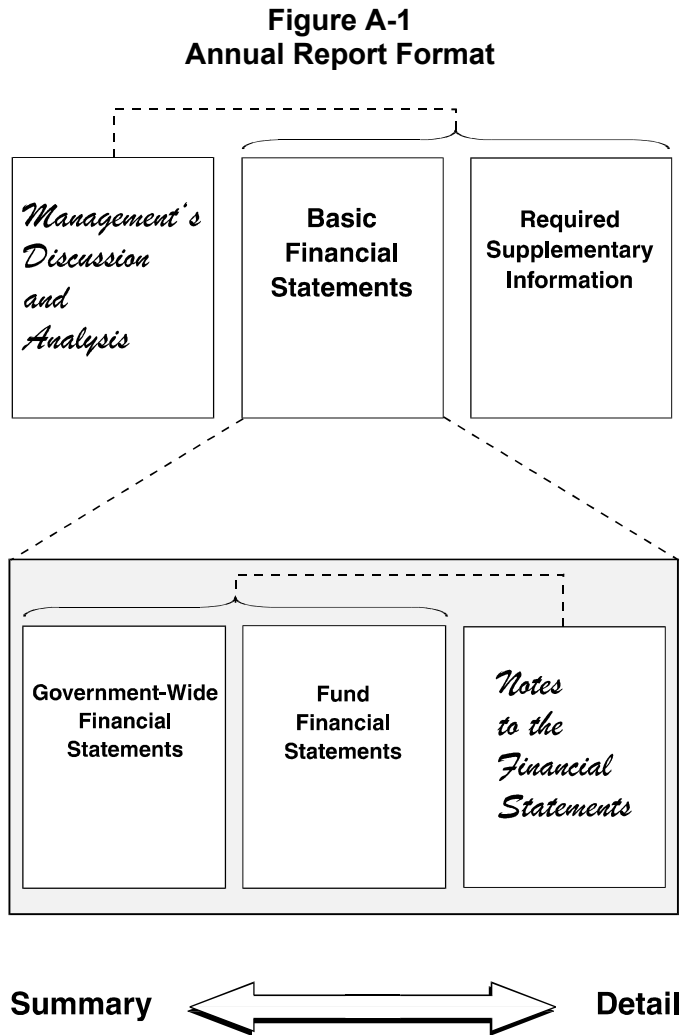 Figure A-1
Annual Report Format
Management's
Discussion
and
Analysis
Basic
Financial
Statements
Required
Supplementary
Information
Government-Wide
Financial
Statements
Fund
Financial
Statements
Notes
to the
Financial
Statements
Summary
Detail